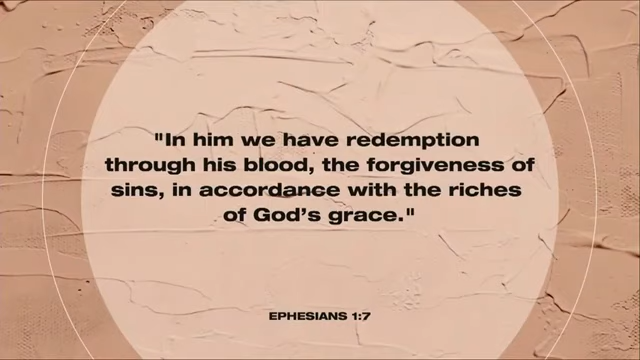 "In him we have redemption
through his blood, the forgiveness of
sins, in accordance with the riches
of God’s grace."
EPHESIANS 1:7